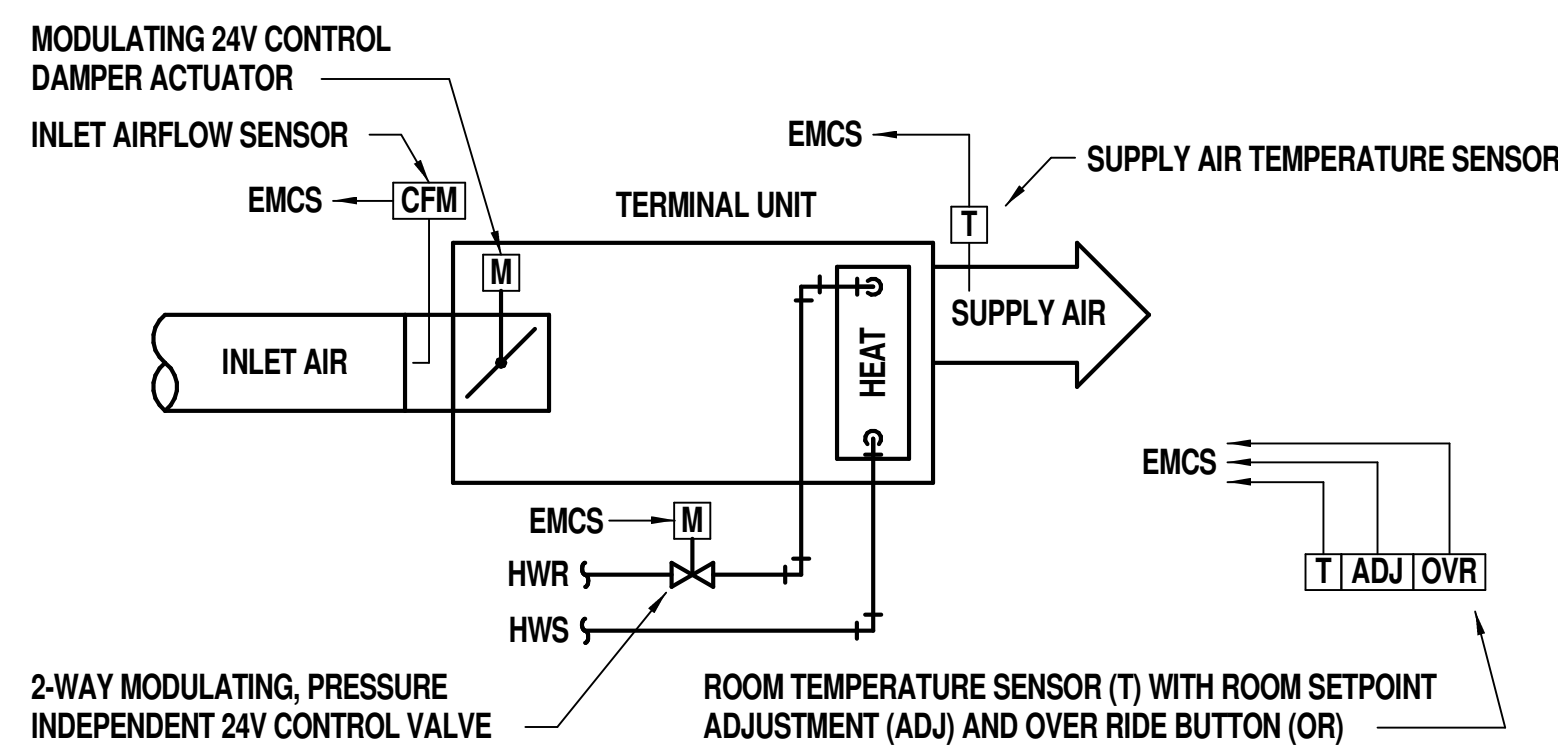 MODULATING 24V CONTROL
DAMPER ACTUATOR
INLET AIRFLOW SENSOR
EMCS
CFM
EMCS
SUPPLY AIR TEMPERATURE SENSOR
TERMINAL UNIT
T
M
INLET AIR
HEAT
SUPPLY AIR
EMCS
M
HWR
HWS
EMCS
T ADJ OVR
2-WAY MODULATING, PRESSURE
INDEPENDENT 24V CONTROL VALVE
ROOM TEMPERATURE SENSOR (T) WITH ROOM SETPOINT
ADJUSTMENT (ADJ) AND OVER RIDE BUTTON (OR)